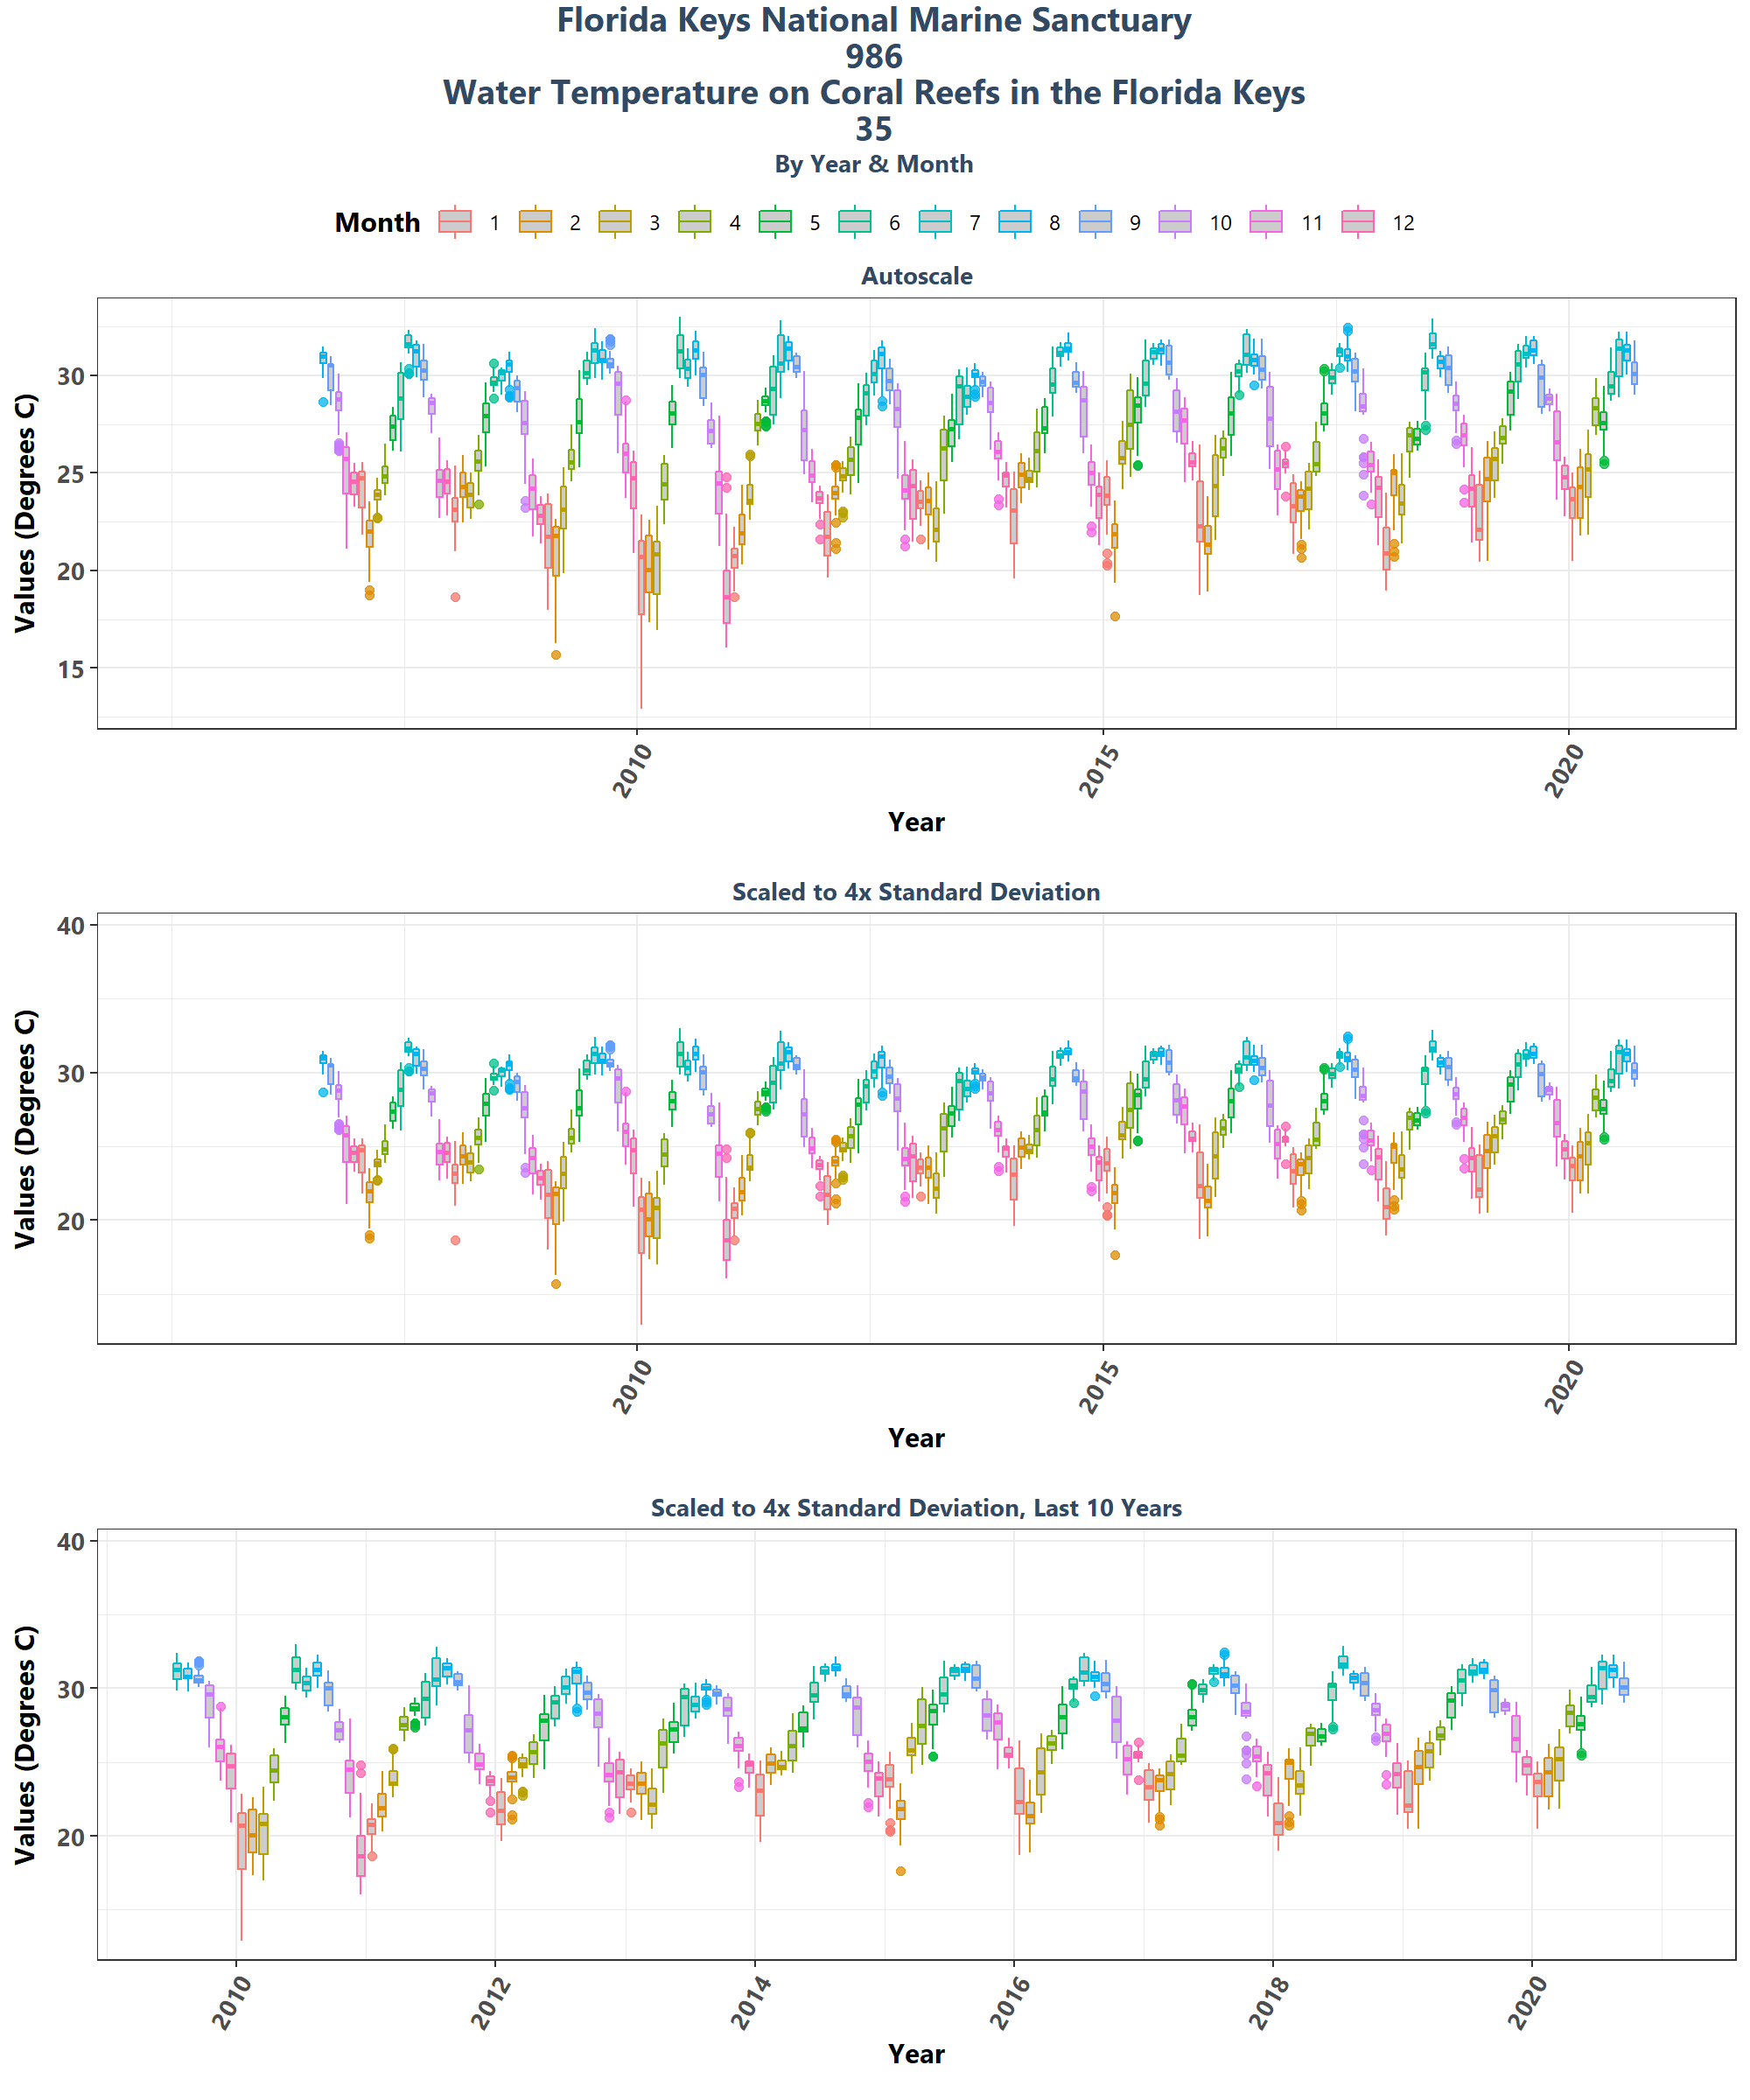 Florida Keys National Marine Sanctuary
986
Water Temperature on Coral Reefs in the Florida Keys
35
By Year & Month
Month 1 2 3 4 5 6 7 8 9 10 11 12
Autoscale
Values (Degrees C)
30
25
20
15
2010 2015 2020
Year
Scaled to 4x Standard Deviation
Values (Degrees C)
40
30
20
2010 2015 2020
Year
Scaled to 4x Standard Deviation, Last 10 Years
Values (Degrees C)
40
30
20
2010 2012 2014 2016 2018 2020
Year